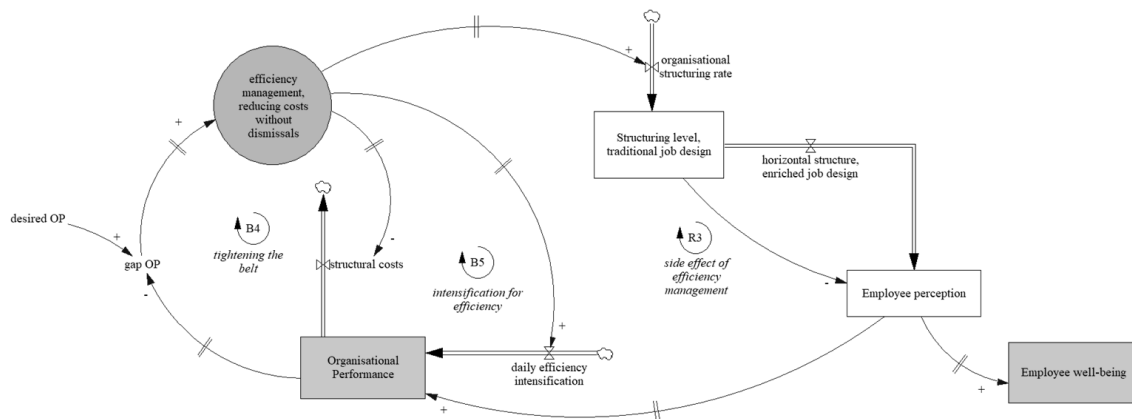 efficiency
management,
reducing costs
without
dismissals
+
organisational
structuring rate
Structuring level,
traditional job design
horizontal structure,
enriched job design
+
desired OP
+
gap OP
-
B4
tightening the
belt
-
structural costs
B5
intensification for
efficiency
R3
side effect of
efficiency
management
-
Employee perception
+
daily efficiency
intensification
Organisational
Performance
+
Employee well-being
+